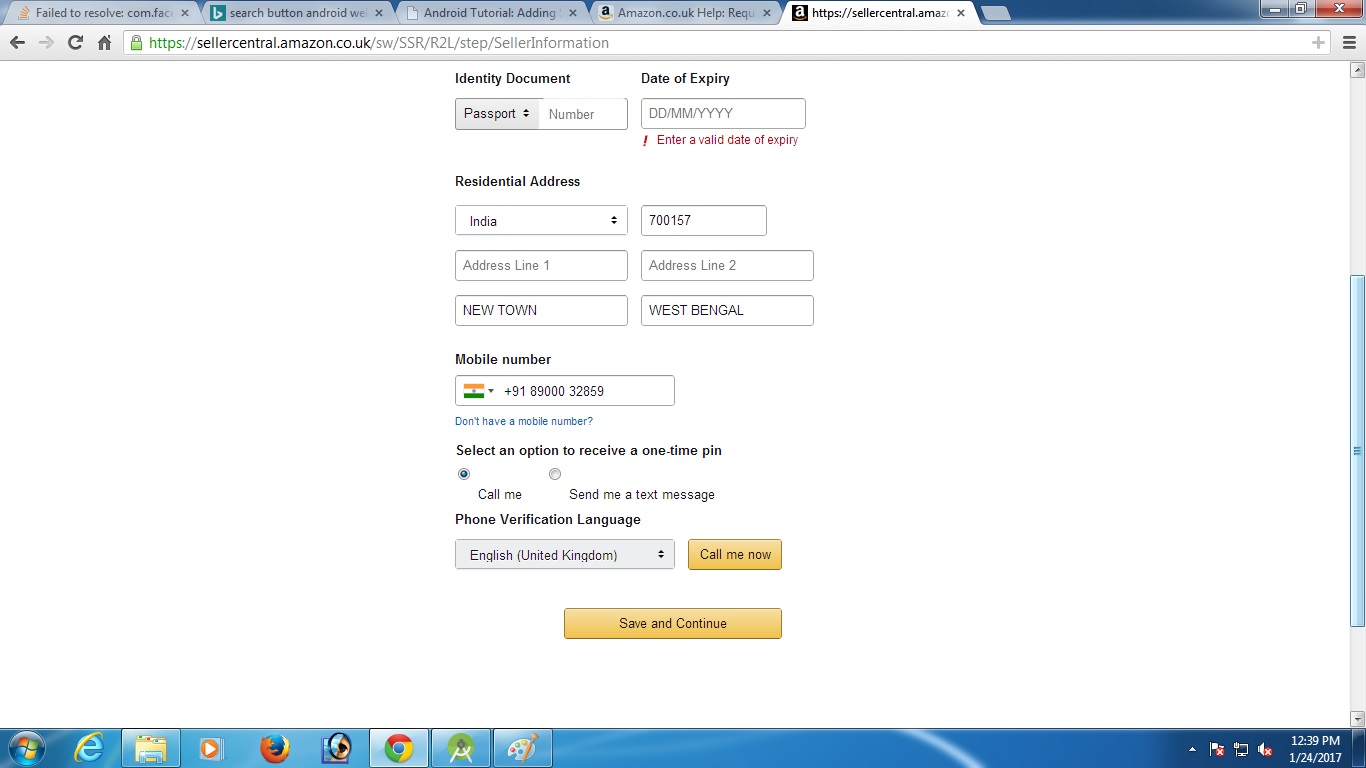 Failed to resolve: com.face
search button android wel
Android Tutorial: Adding
Amazon.co.uk Help: Requ
https://sellercentral.amazo
https://sellercentral.amazon.co.uk/sw/SSR/R2L/step/SellerInformation
Identity Document Date of Expiry
Passport Number DD/MM/YYYY
! Enter a valid date of expiry
Residential Address
India 700157
Address Line 1 Address Line 2
NEW TOWN WEST BENGAL
Mobile number
+91 89000 32859
Don't have a mobile number?
Select an option to receive a one-time pin
Call me Send me a text message
Phone Verification Language
English (United Kingdom) Call me now
Save and Continue
12:39 PM
1/24/2017